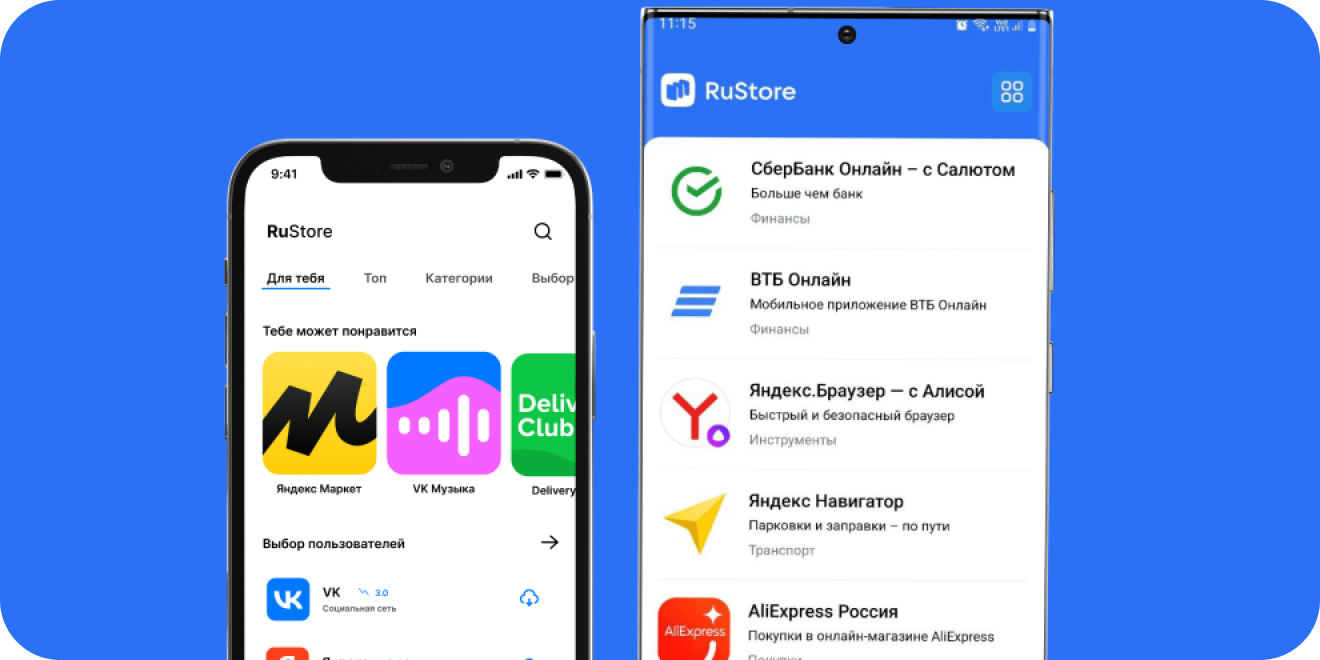 9:41
RuStore
Для тебя Топ Категории Выбор
Тебе может понравится
Deliv
Club
Яндекс Маркет VK Музыка Delivery
Выбор пользователей
VK 3.0
Социальная сеть
11:15
RuStore
СберБанк Онлайн – с Салютом
Больше чем банк
Финансы
ВТБ Онлайн
Мобильное приложение ВТБ Онлайн
Финансы
Яндекс.Браузер — с Алисой
Быстрый и безопасный браузер
Инструменты
Яндекс Навигатор
Парковки и заправки – по пути
Транспорт
AliExpress
AliExpress Россия
Покупки в онлайн-магазине AliExpress
Покупки